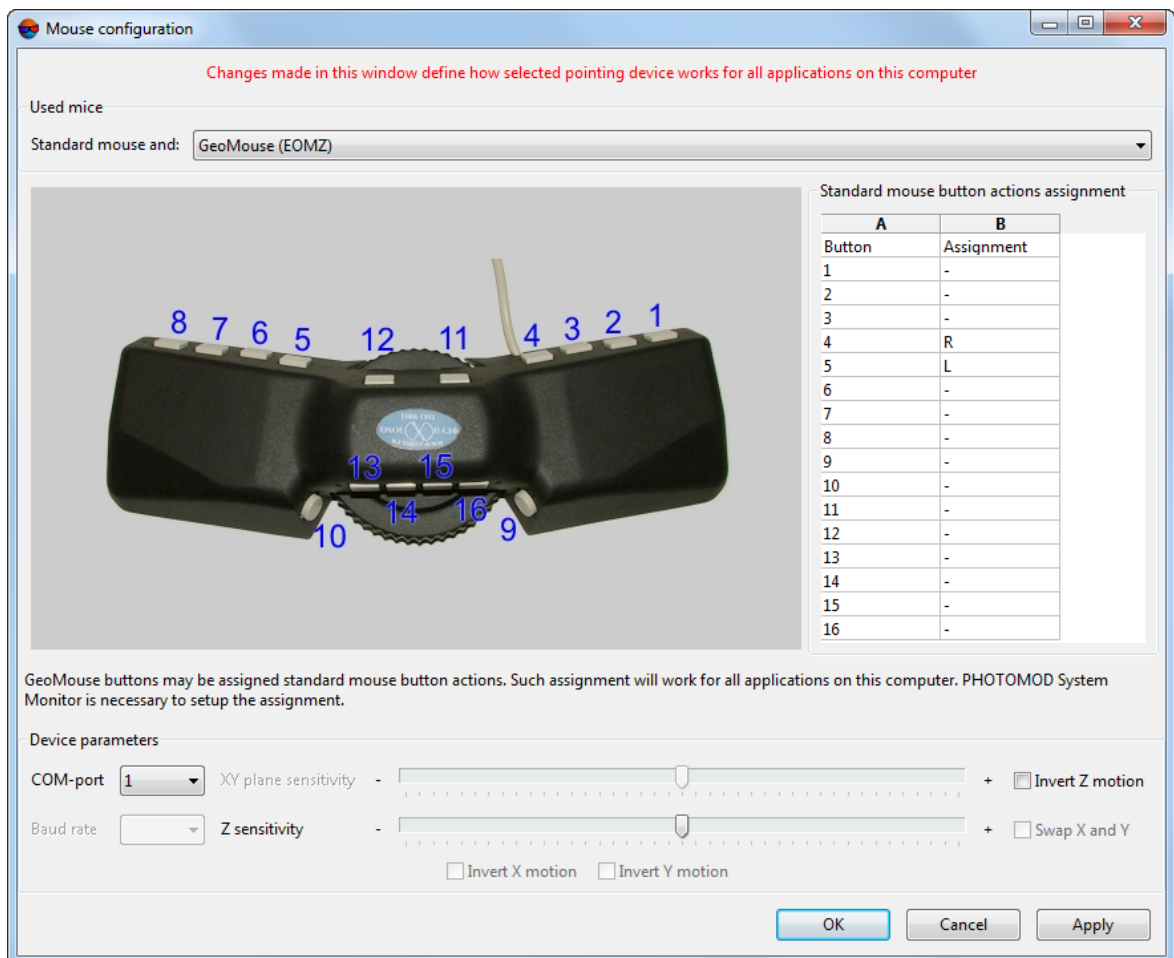 Mouse configuration
Changes made in this window define how selected pointing device works for all applications on this computer
Used mice
Standard mouse and: GeoMouse (EOMZ)
Standard mouse button actions assignment
A B
Button Assignment
1 -
2 -
3 -
4 R
5 L
6 -
7 -
8 -
9 -
10 -
11 -
12 -
13 -
14 -
15 -
16 -
8 7 6 5 12 11 4 3 2 1
13 15
14 16
10 9
GeoMouse buttons may be assigned standard mouse button actions. Such assignment will work for all applications on this computer. PHOTOMOD System
Monitor is necessary to setup the assignment.
Device parameters
COM-port 1 XY plane sensitivity - + Invert Z motion
Baud rate Z sensitivity - + Swap X and Y
Invert X motion Invert Y motion
OK Cancel Apply